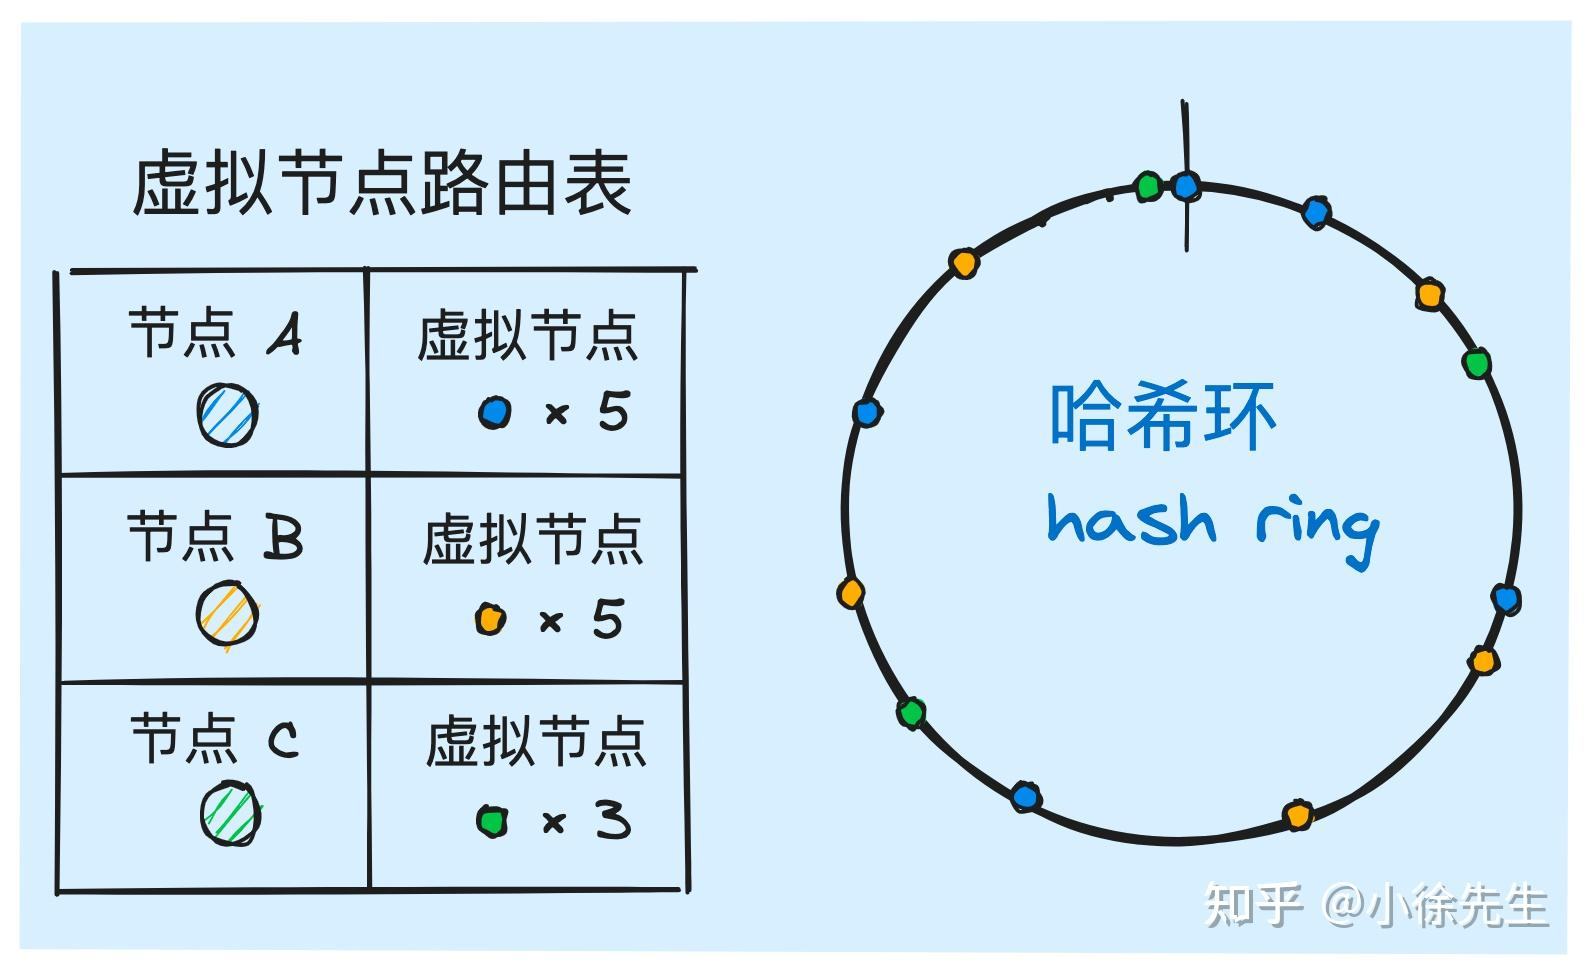 虚拟节点路由表
节点 A
虚拟节点
× 5
节点 B
虚拟节点
× 5
节点 C
虚拟节点
× 3
哈希环
hash ring
知乎 @小徐先生